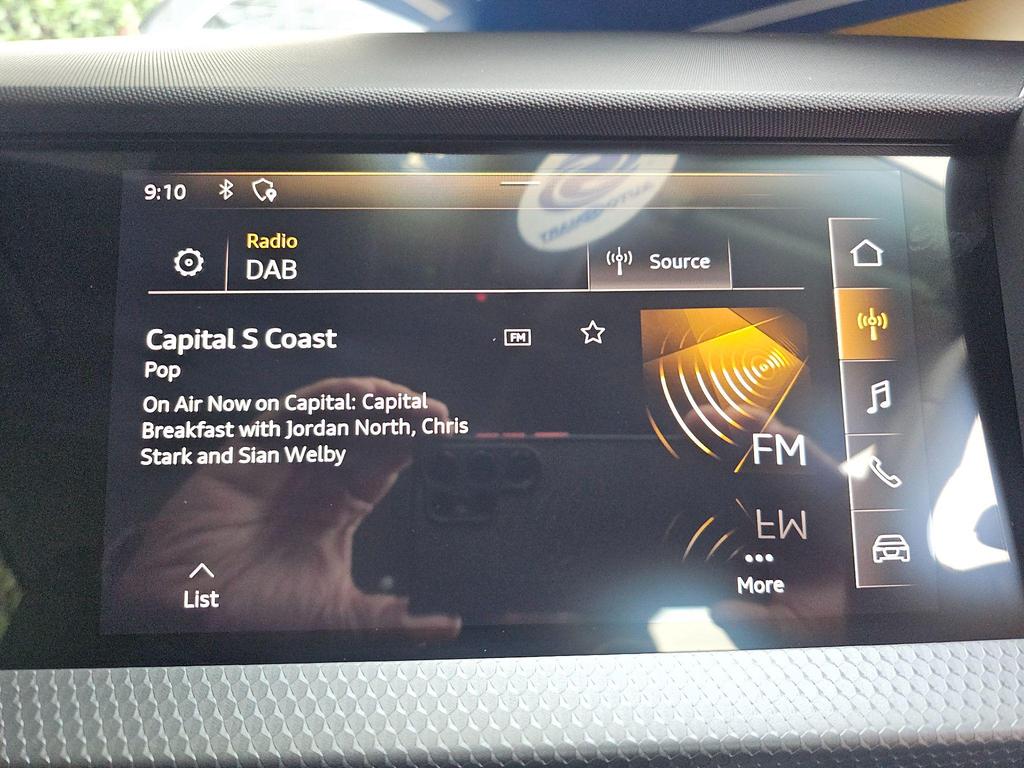 9:10
Radio
DAB
Source
Capital S Coast
FM
Pop
On Air Now on Capital: Capital
Breakfast with Jordan North, Chris
Stark and Sian Welby
FM
FM
List
More